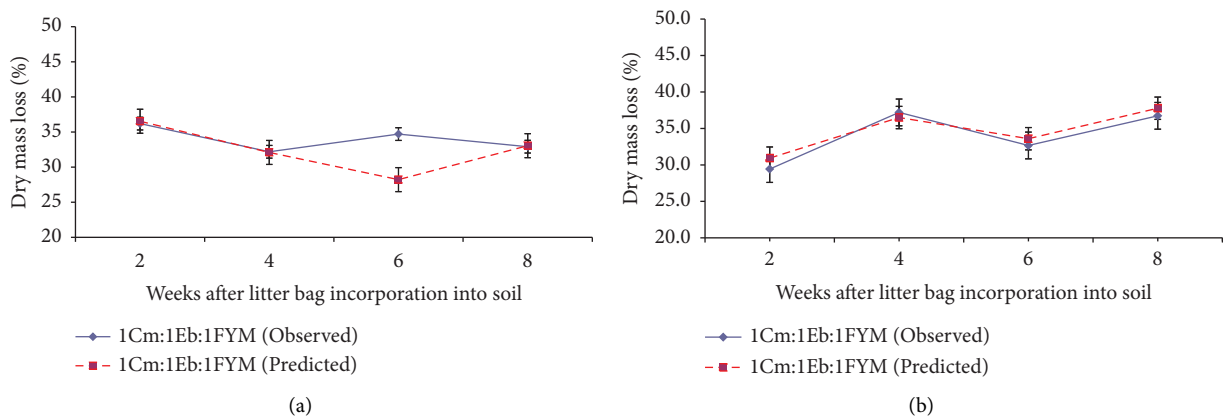 Dry mass loss (%)
50
45
40
35
30
25
20
2
4
6
8
Weeks after litter bag incorporation into soil
1Cm:1Eb:1FYM (Observed)
1Cm:1Eb:1FYM (Predicted)
(a)
Dry mass loss (%)
50.0
45.0
40.0
35.0
30.0
25.0
20.0
2
4
6
8
Weeks after litter bag incorporation into soil
1Cm:1Eb:1FYM (Observed)
1Cm:1Eb:1FYM (Predicted)
(b)